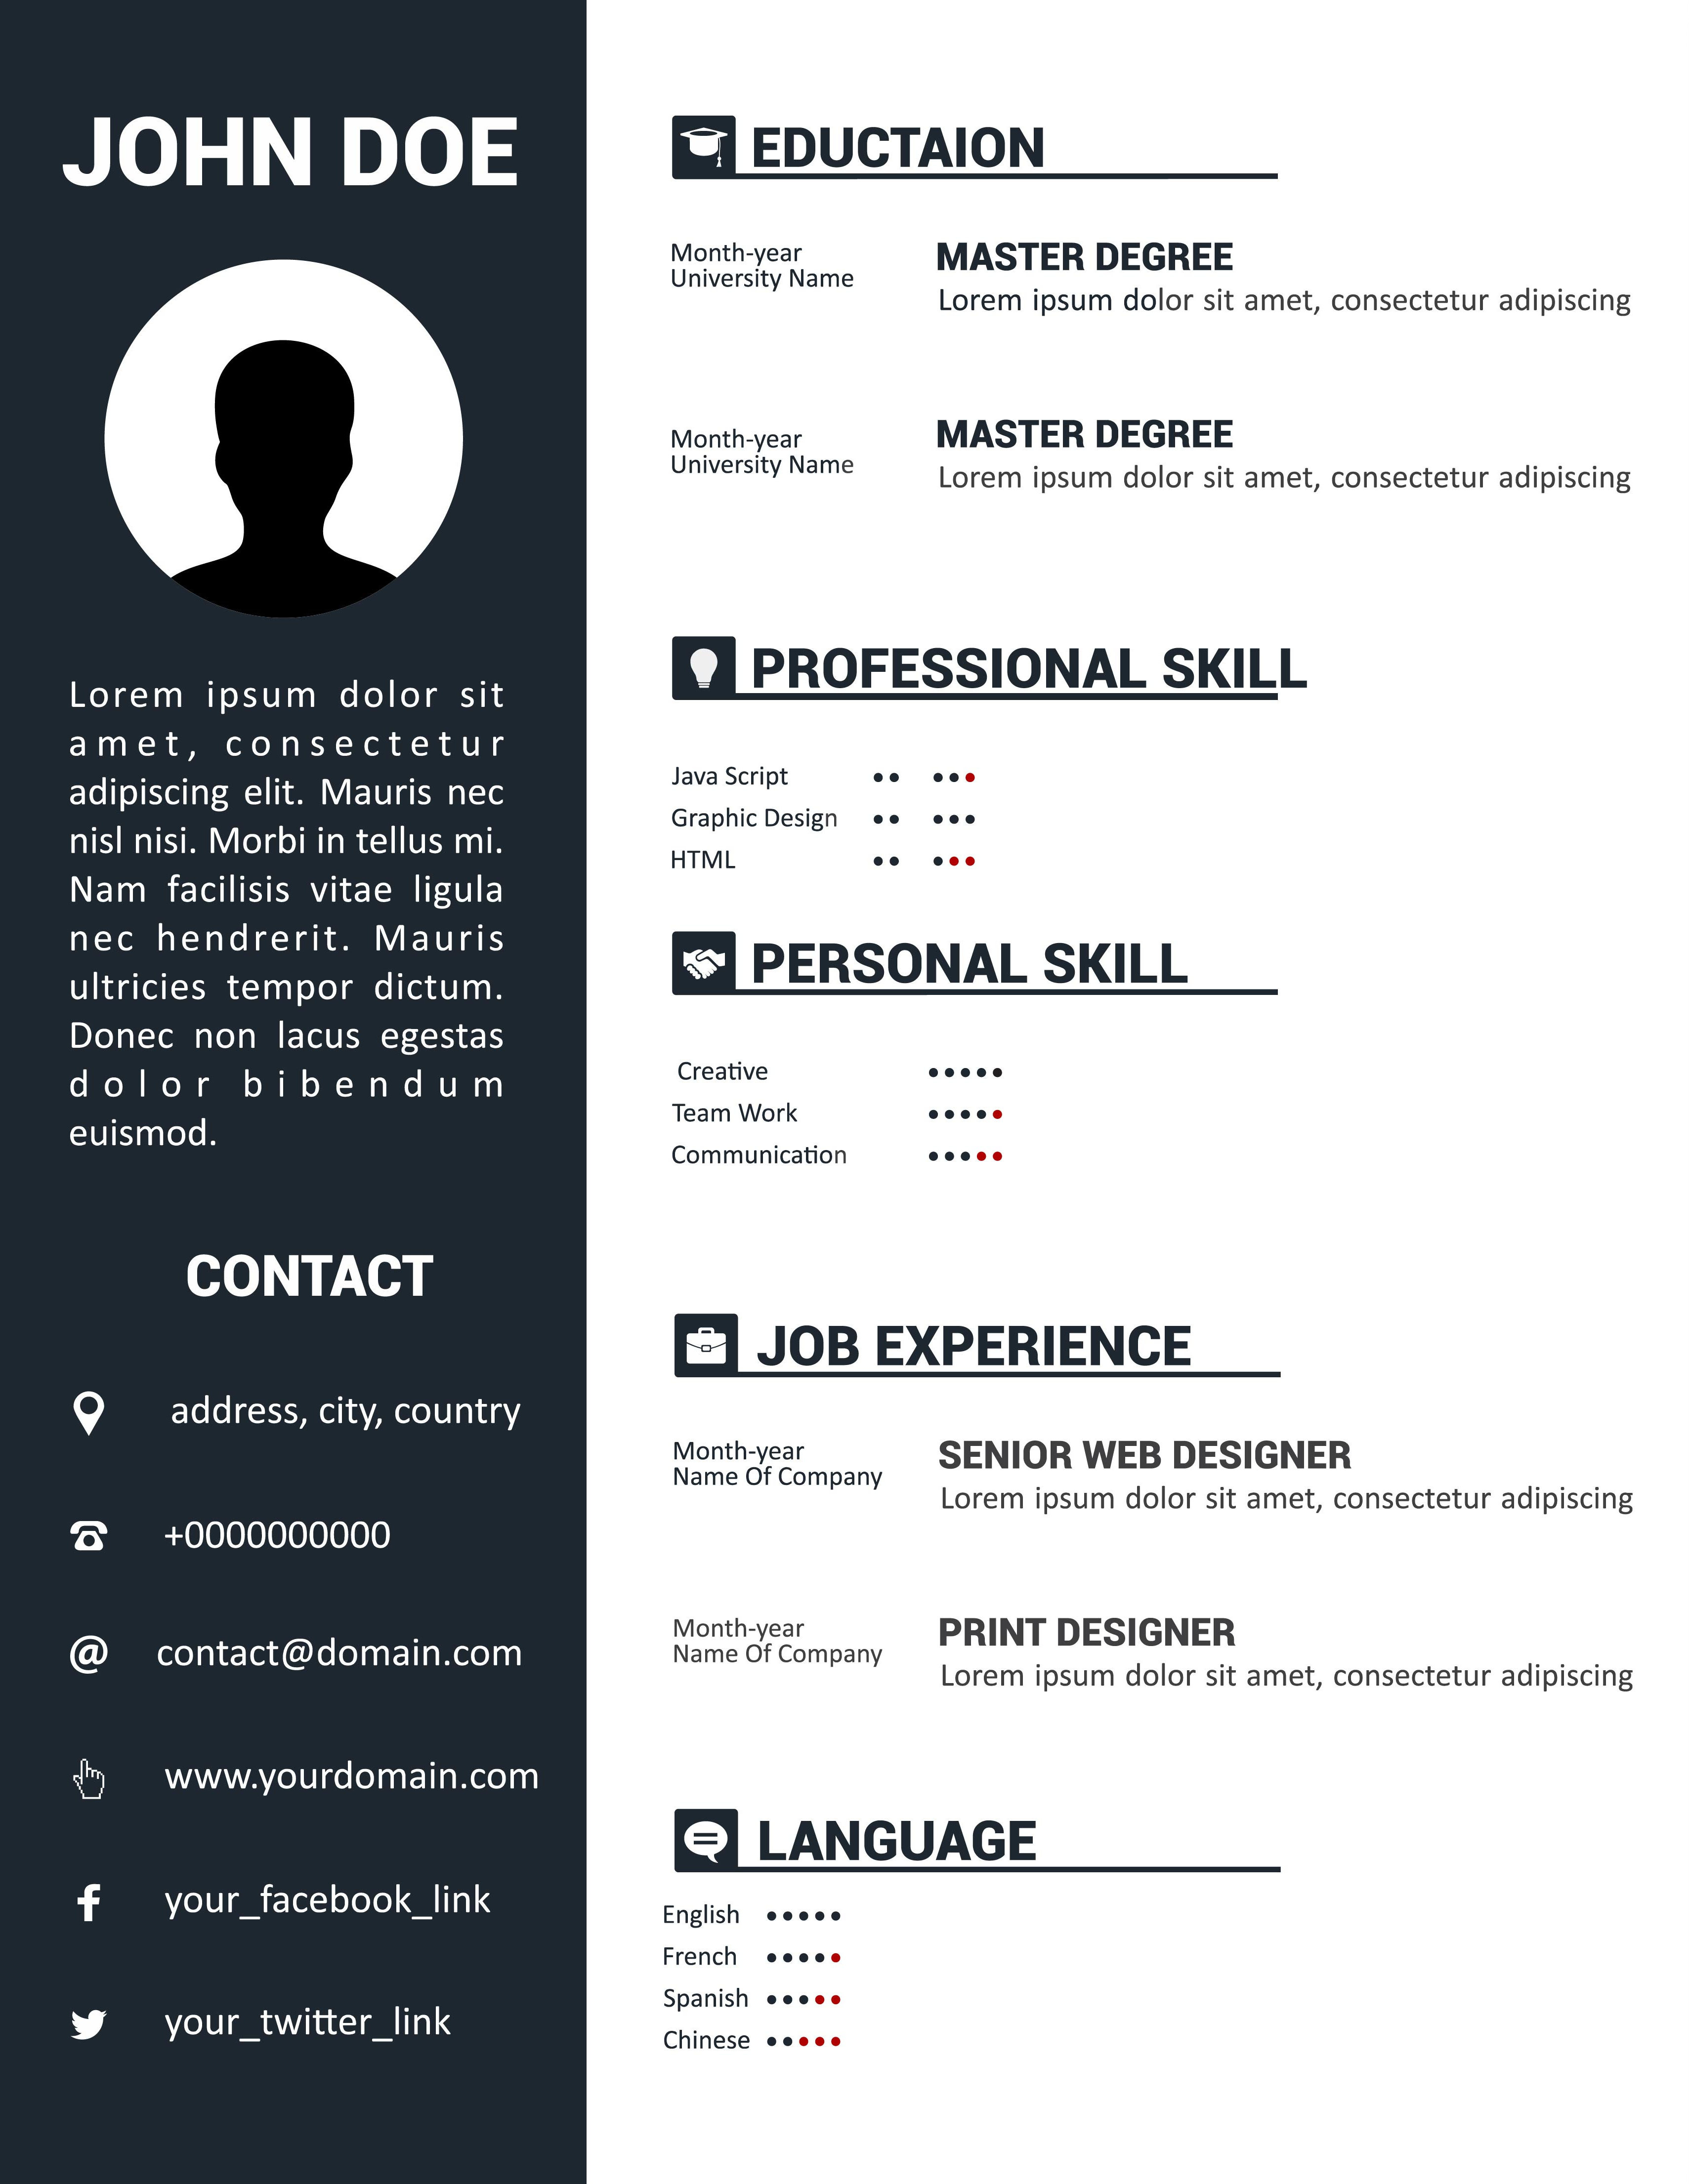 JOHN DOE
Lorem ipsum dolor sit
amet, consectetur
adipiscing elit. Mauris nec
nisl nisi. Morbi in tellus mi.
Nam facilisis vitae ligula
nec hendrerit. Mauris
ultricies tempor dictum.
Donec non lacus egestas
dolor bibendum
euismod.
CONTACT
address, city, country
+0000000000
@ contact@domain.com
www.yourdomain.com
f your_facebook_link
your_twitter_link
EDUCTAION
Month-year
University Name
MASTER DEGREE
Lorem ipsum dolor sit amet, consectetur adipiscing
Month-year
University Name
MASTER DEGREE
Lorem ipsum dolor sit amet, consectetur adipiscing
PROFESSIONAL SKILL
Java Script
Graphic Design
HTML
PERSONAL SKILL
Creative
Team Work
Communication
JOB EXPERIENCE
Month-year
Name Of Company
SENIOR WEB DESIGNER
Lorem ipsum dolor sit amet, consectetur adipiscing
Month-year
Name Of Company
PRINT DESIGNER
Lorem ipsum dolor sit amet, consectetur adipiscing
LANGUAGE
English
French
Spanish
Chinese